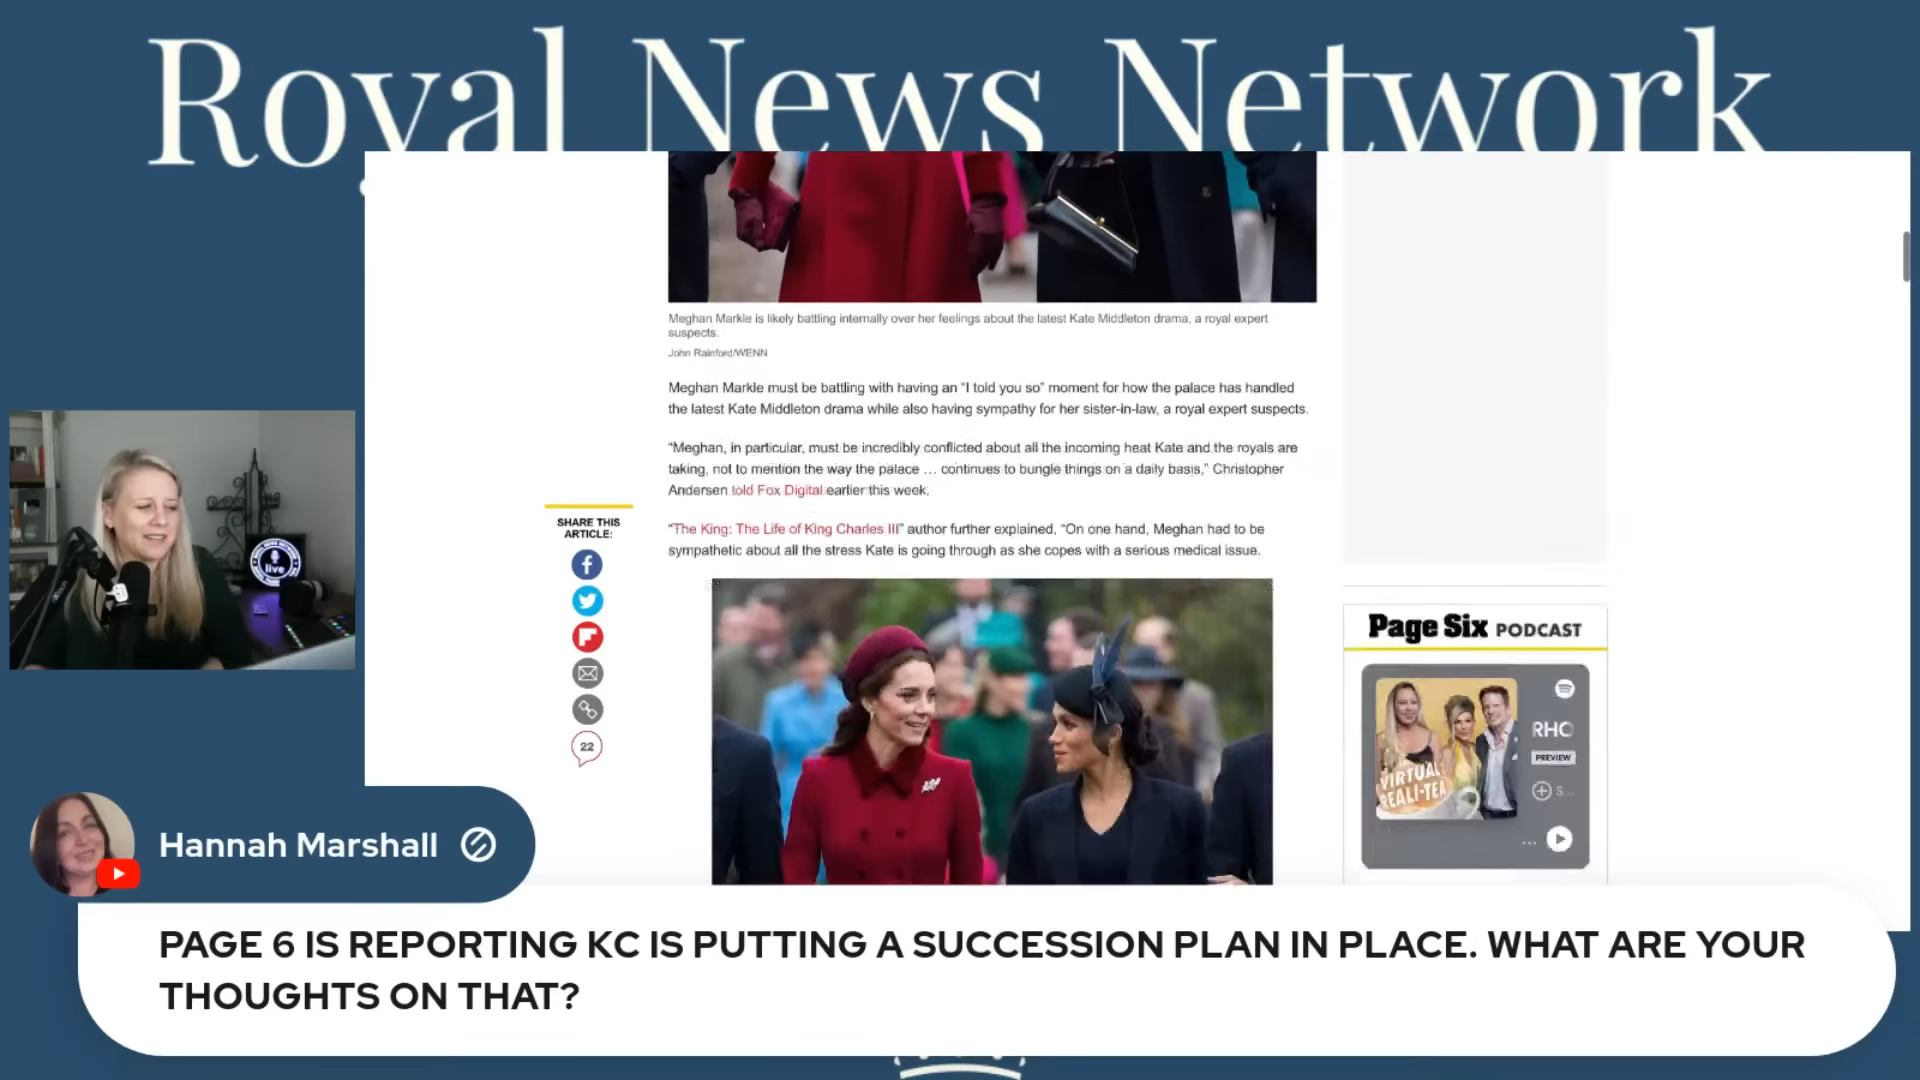 Royal News Network
Meghan Markle is likely battling internally over her feelings about the latest Kate Middleton drama, a royal expert
suspects.
John Rainford/WENN
Meghan Markle must be battling with having an “I told you so” moment for how the palace has handled
the latest Kate Middleton drama while also having sympathy for her sister-in-law, a royal expert suspects.
“Meghan, in particular, must be incredibly conflicted about all the incoming heat Kate and the royals are
taking, not to mention the way the palace … continues to bungle things on a daily basis,” Christopher
Andersen told Fox Digital earlier this week.
“The King: The Life of King Charles III” author further explained, “On one hand, Meghan had to be
sympathetic about all the stress Kate is going through as she copes with a serious medical issue.
SHARE THIS
ARTICLE:
22
live
Page Six PODCAST
VIRTUAL
REALI-TEA
RHO
PREVIEW
S...
Hannah Marshall
PAGE 6 IS REPORTING KC IS PUTTING A SUCCESSION PLAN IN PLACE. WHAT ARE YOUR
THOUGHTS ON THAT?